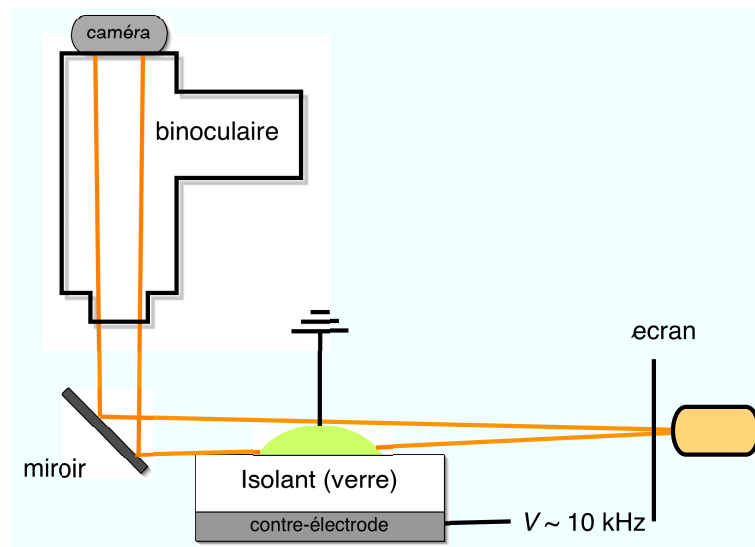 caméra
binoculaire
ecran
miroir
Isolant (verre)
contre-électrode
V ~ 10 kHz